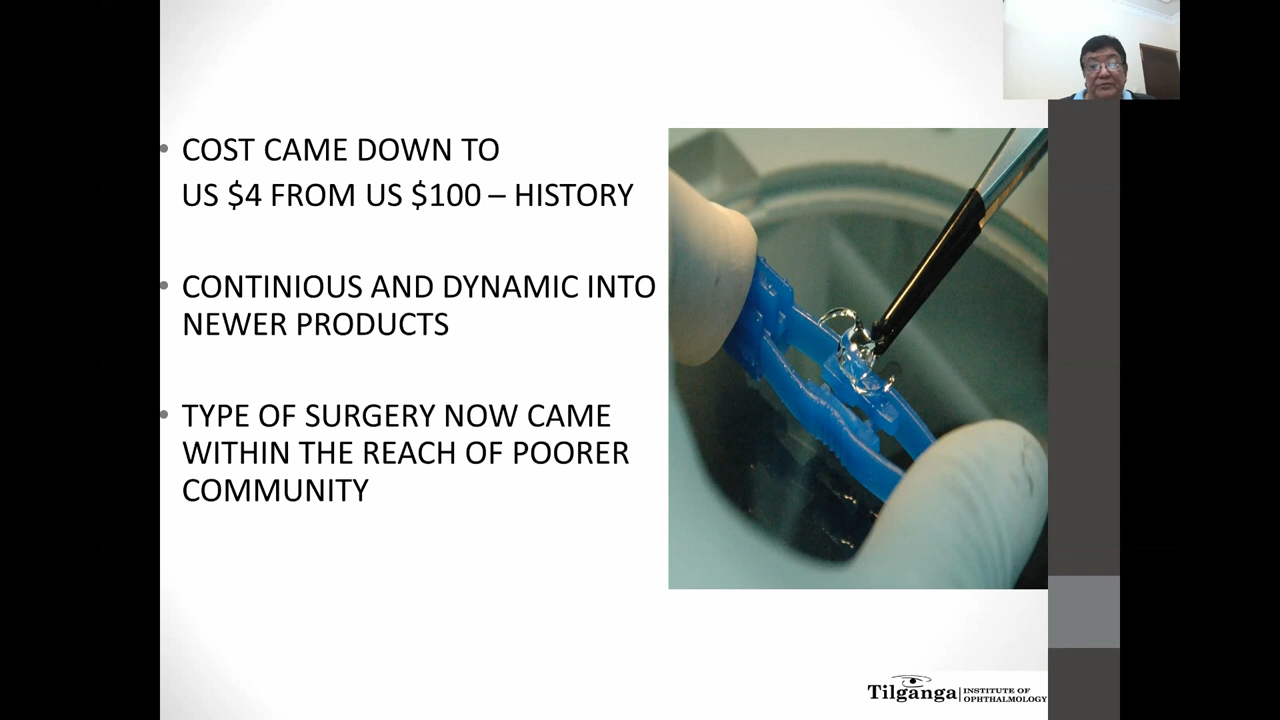 COST CAME DOWN TO
US $4 FROM US $100 – HISTORY
CONTINIOUS AND DYNAMIC INTO
NEWER PRODUCTS
TYPE OF SURGERY NOW CAME
WITHIN THE REACH OF POORER
COMMUNITY
Tilganga
INSTITUTE OF
OPHTHALMOLOGY